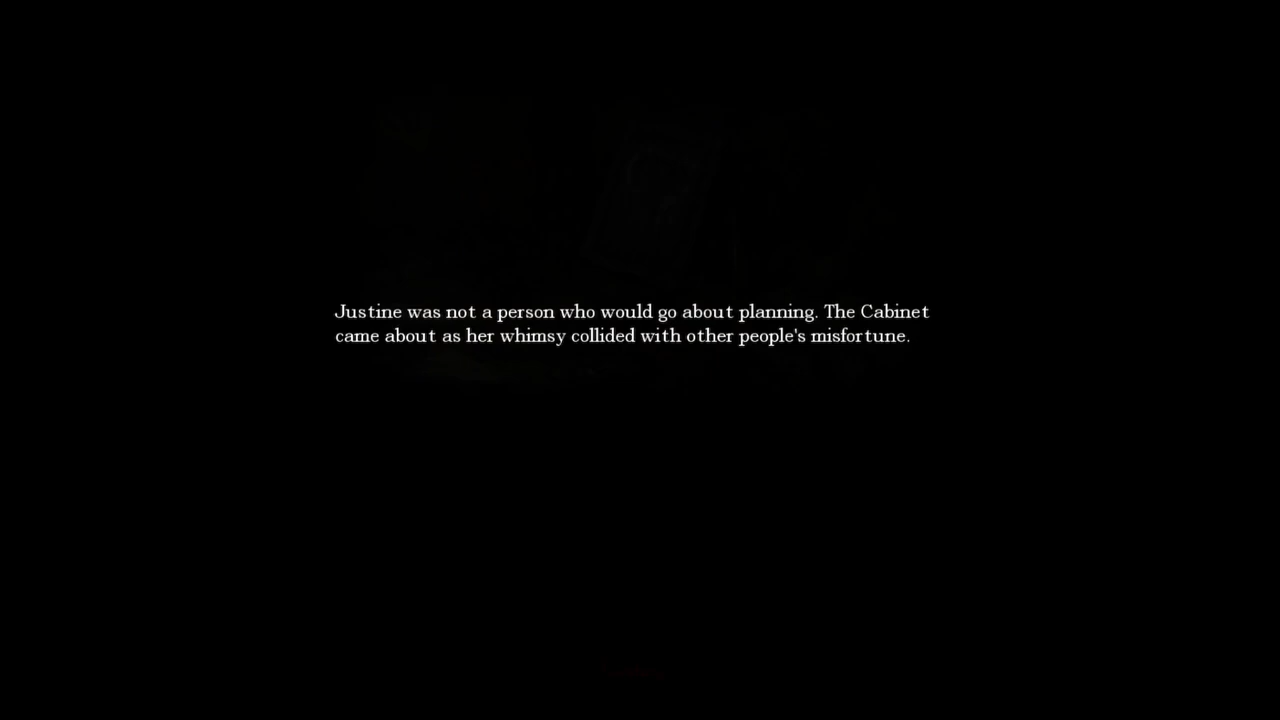 Justine was not a person who would go about planning. The Cabinet
came about as her whimsy collided with other people's misfortune.